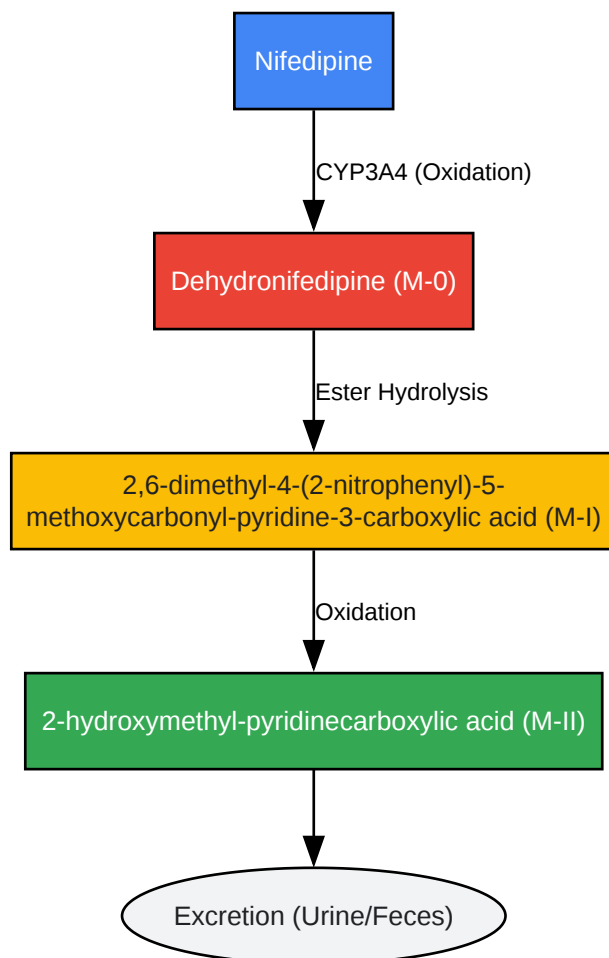 Nifedipine
CYP3A4 (Oxidation)
Dehydronifedipine (M-0)
Ester Hydrolysis
2,6-dimethyl-4-(2-nitrophenyl)-5-
methoxycarbonyl-pyridine-3-carboxylic acid (M-I)
Oxidation
2-hydroxymethyl-pyridinecarboxylic acid (M-II)
Excretion (Urine/Feces)